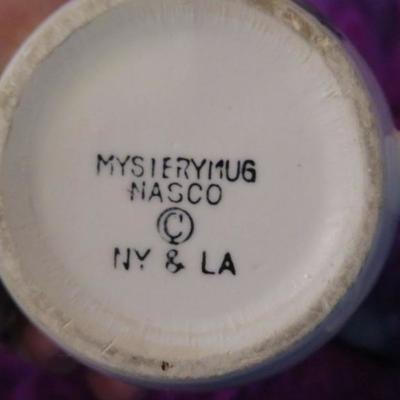 MYSTERYMUG
NASCO
©
NY & LA